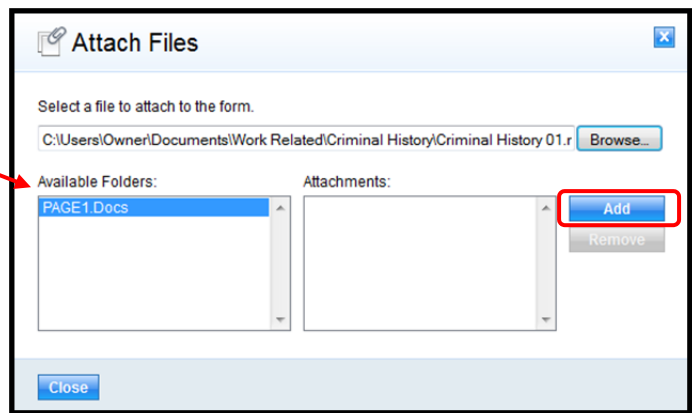 Attach Files
Select a file to attach to the form.
C:\Users\Owner\Documents\Work Related\Criminal History\Criminal History 01.r Browse...
Available Folders: Attachments:
PAGE1.Docs Add
Remove
Close